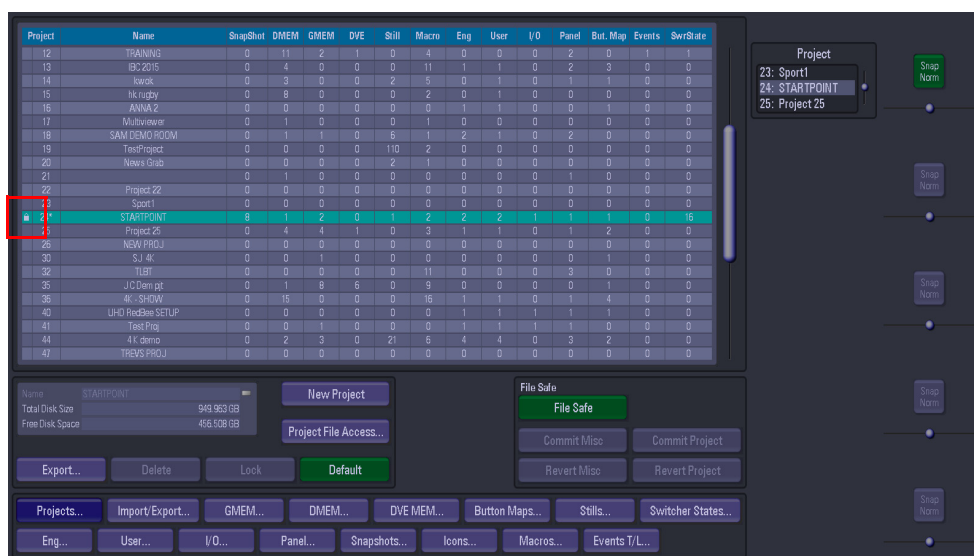 Project Name SnapShot DMEM GMEM DVE Still Macro Eng User I/O Panel But. Map Events SwrState
12 TRAINING 0 11 2 1 0 4 0 0 0 2 0 1 1
13 IBC 2015 0 4 0 0 0 11 1 1 0 2 3 0 0
14 kwok 0 3 0 0 2 5 0 1 0 1 1 0 0
15 hk rugby 0 8 0 0 0 2 0 1 0 0 0 0 0
16 ANNA 2 0 0 0 0 0 0 1 1 0 0 1 0 0
17 Multiviewer 0 1 0 0 0 1 0 0 0 0 0 0 0
18 SAM DEMO ROOM 0 1 1 0 6 1 2 1 0 2 0 0 0
19 TestProject 0 0 0 0 110 2 0 0 0 0 0 0 0
20 News Grab 0 0 0 0 2 1 0 0 0 0 0 0 0
21 0 1 0 0 0 0 0 0 0 1 0 0 0
22 Project 22 0 0 0 0 0 0 0 0 0 0 0 0 0
23 Sport1 0 0 0 0 0 0 0 0 0 0 0 0 0
24* STARTPOINT 8 1 2 0 1 2 2 2 1 1 1 0 16
25 Project 25 0 4 4 1 0 3 1 1 0 1 2 0 0
26 NEW PROJ 0 0 0 0 0 0 0 0 0 0 0 0 0
30 SJ 4K 0 0 1 0 0 0 0 0 0 0 1 0 0
32 TLBT 0 0 0 0 0 11 0 0 0 3 0 0 0
35 J.C Dem pjt 0 1 8 6 0 9 0 0 0 0 1 0 0
36 4K - SHOW 0 15 0 0 0 16 1 1 0 1 4 0 0
40 UHD RedBee SETUP 0 0 0 0 0 0 1 1 1 1 1 0 0
41 Test Proj 0 0 1 0 0 0 1 1 1 1 0 0 0
44 4K demo 0 2 3 0 21 6 4 4 0 3 2 0 0
47 TREVS PROJ 0 0 0 0 0 0 0 0 0 0 0 0 0
Project
23: Sport1
24: STARTPOINT
25: Project 25
Snap
Norm
Snap
Norm
Snap
Norm
Snap
Norm
Snap
Norm
Name STARTPOINT
Total Disk Size 949.963 GB
Free Disk Space 456.508 GB
New Project
Project File Access...
Export... Delete Lock Default
File Safe
File Safe
Commit Misc Commit Project
Revert Misc Revert Project
Projects... Import/Export... GMEM... DMEM... DVE MEM... Button Maps... Stills... Switcher States...
Eng... User... I/O... Panel... Snapshots... Icons... Macros... Events T/L...